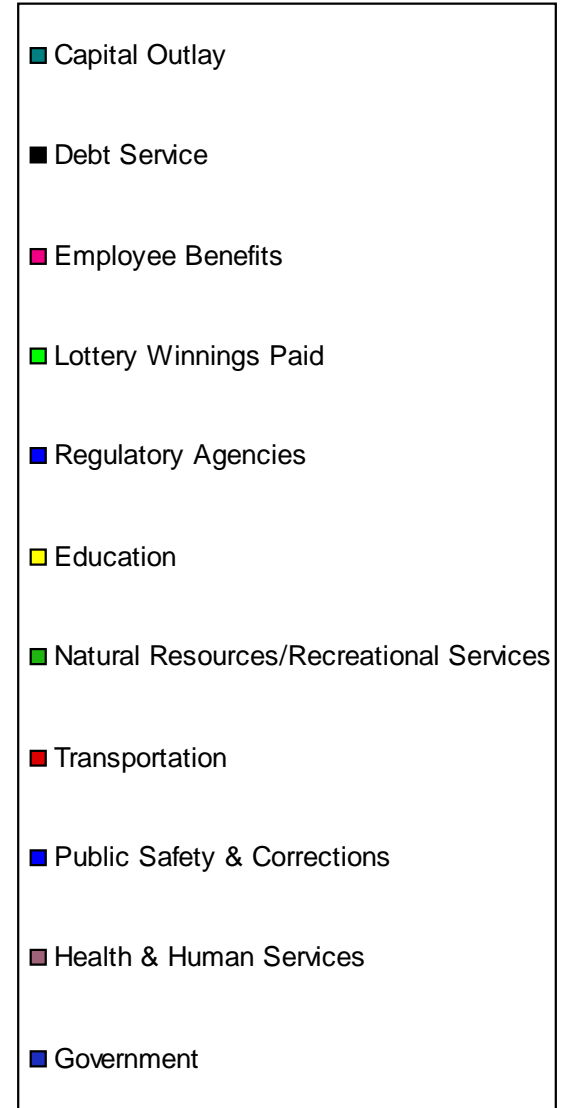 Capital Outlay
Debt Service
Employee Benefits
Lottery Winnings Paid
Regulatory Agencies
Education
Natural Resources/Recreational Services
Transportation
Public Safety & Corrections
Health & Human Services
Government